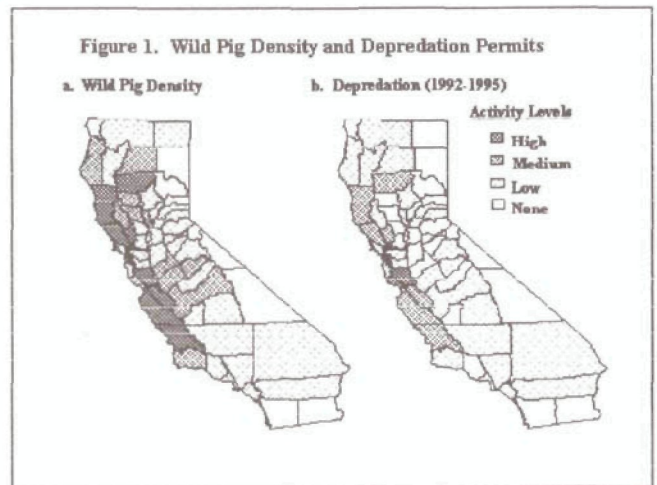 Figure 1. Wild Pig Density and Depredation Permits
a. Wild Pig Density
b. Depredation (1992-1995)
Activity Levels
High
Medium
Low
None